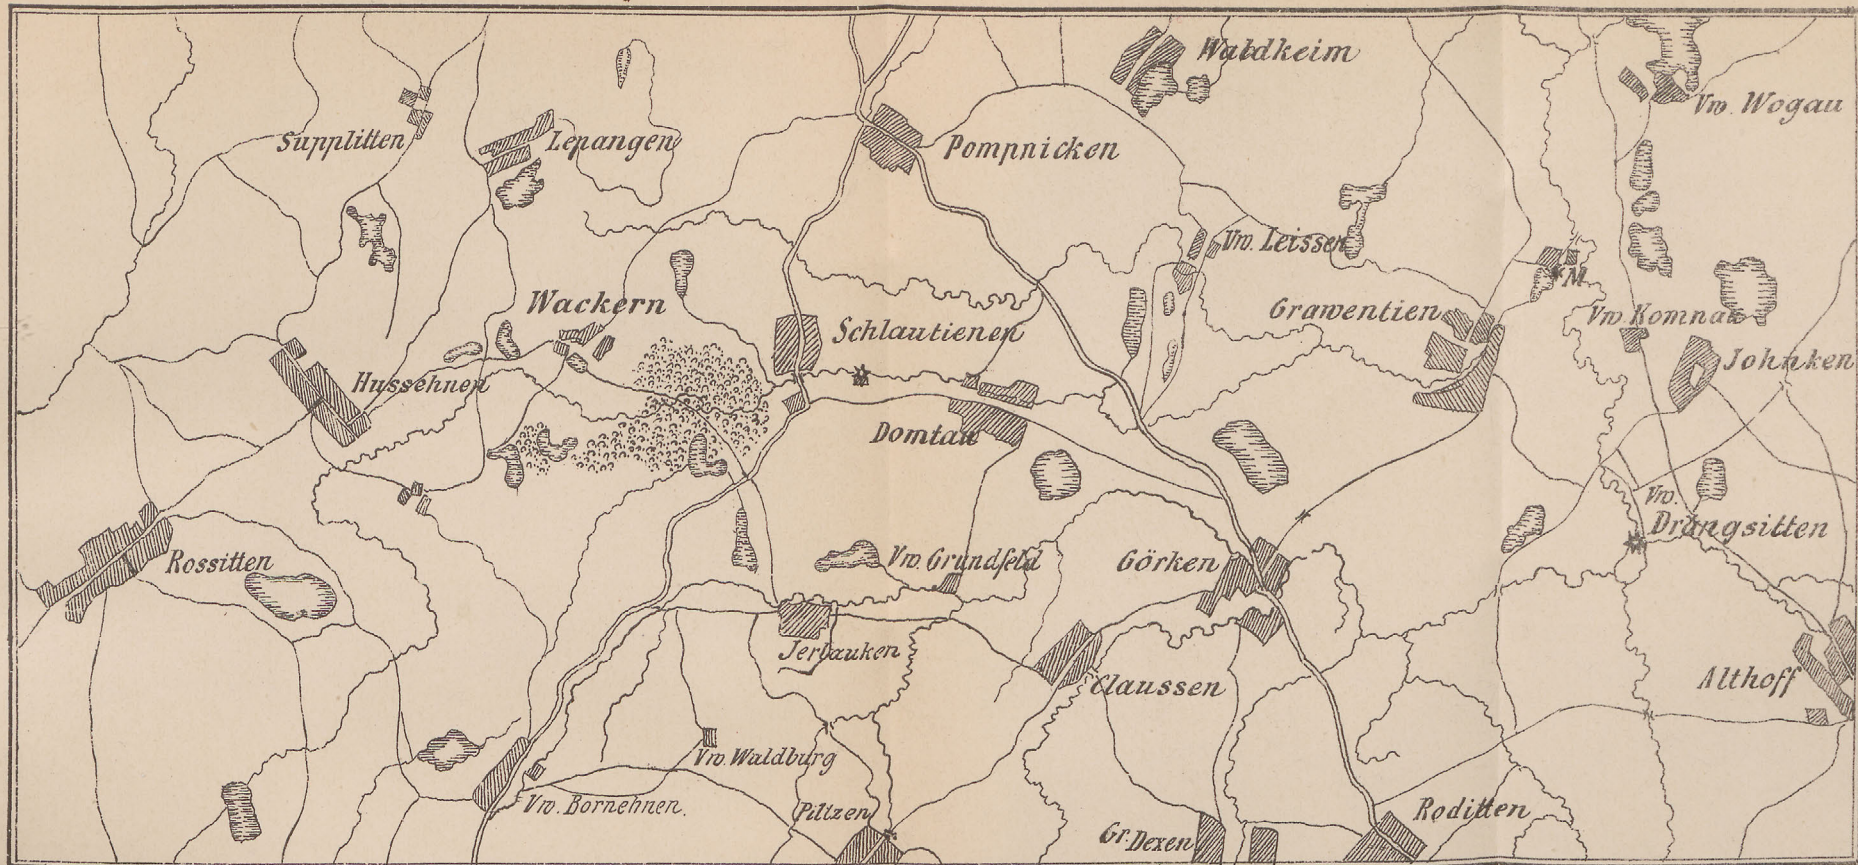 Waldkeim
Vw. Wogau
Supplitten
Lepangen
Pompnicken
Vw. Leissen
M
Wackern
Schlautienen
Grawentien
Vw. Komnau
Johnken
Hussehnen
Domtau
Vw.
Drangsitten
Rossitten
Vw. Grundfeld
Görken
Jerlauken
Claussen
Althoff
Vw. Waldburg
Vw. Bornehnen.
Piltzen
Gr. Dexen
Roditten